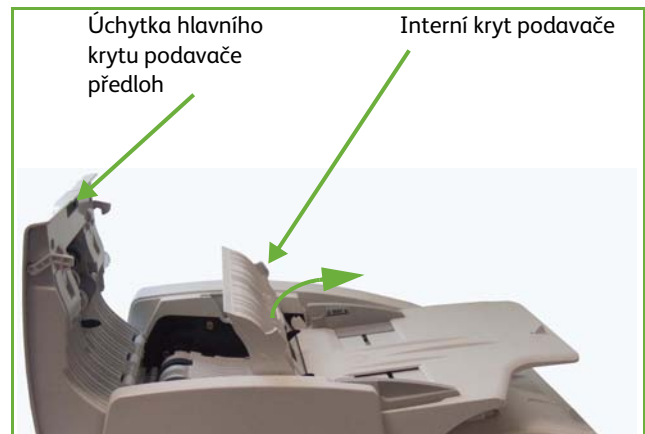 Úchytka hlavního
krytu podavače
předloh
Interní kryt podavače